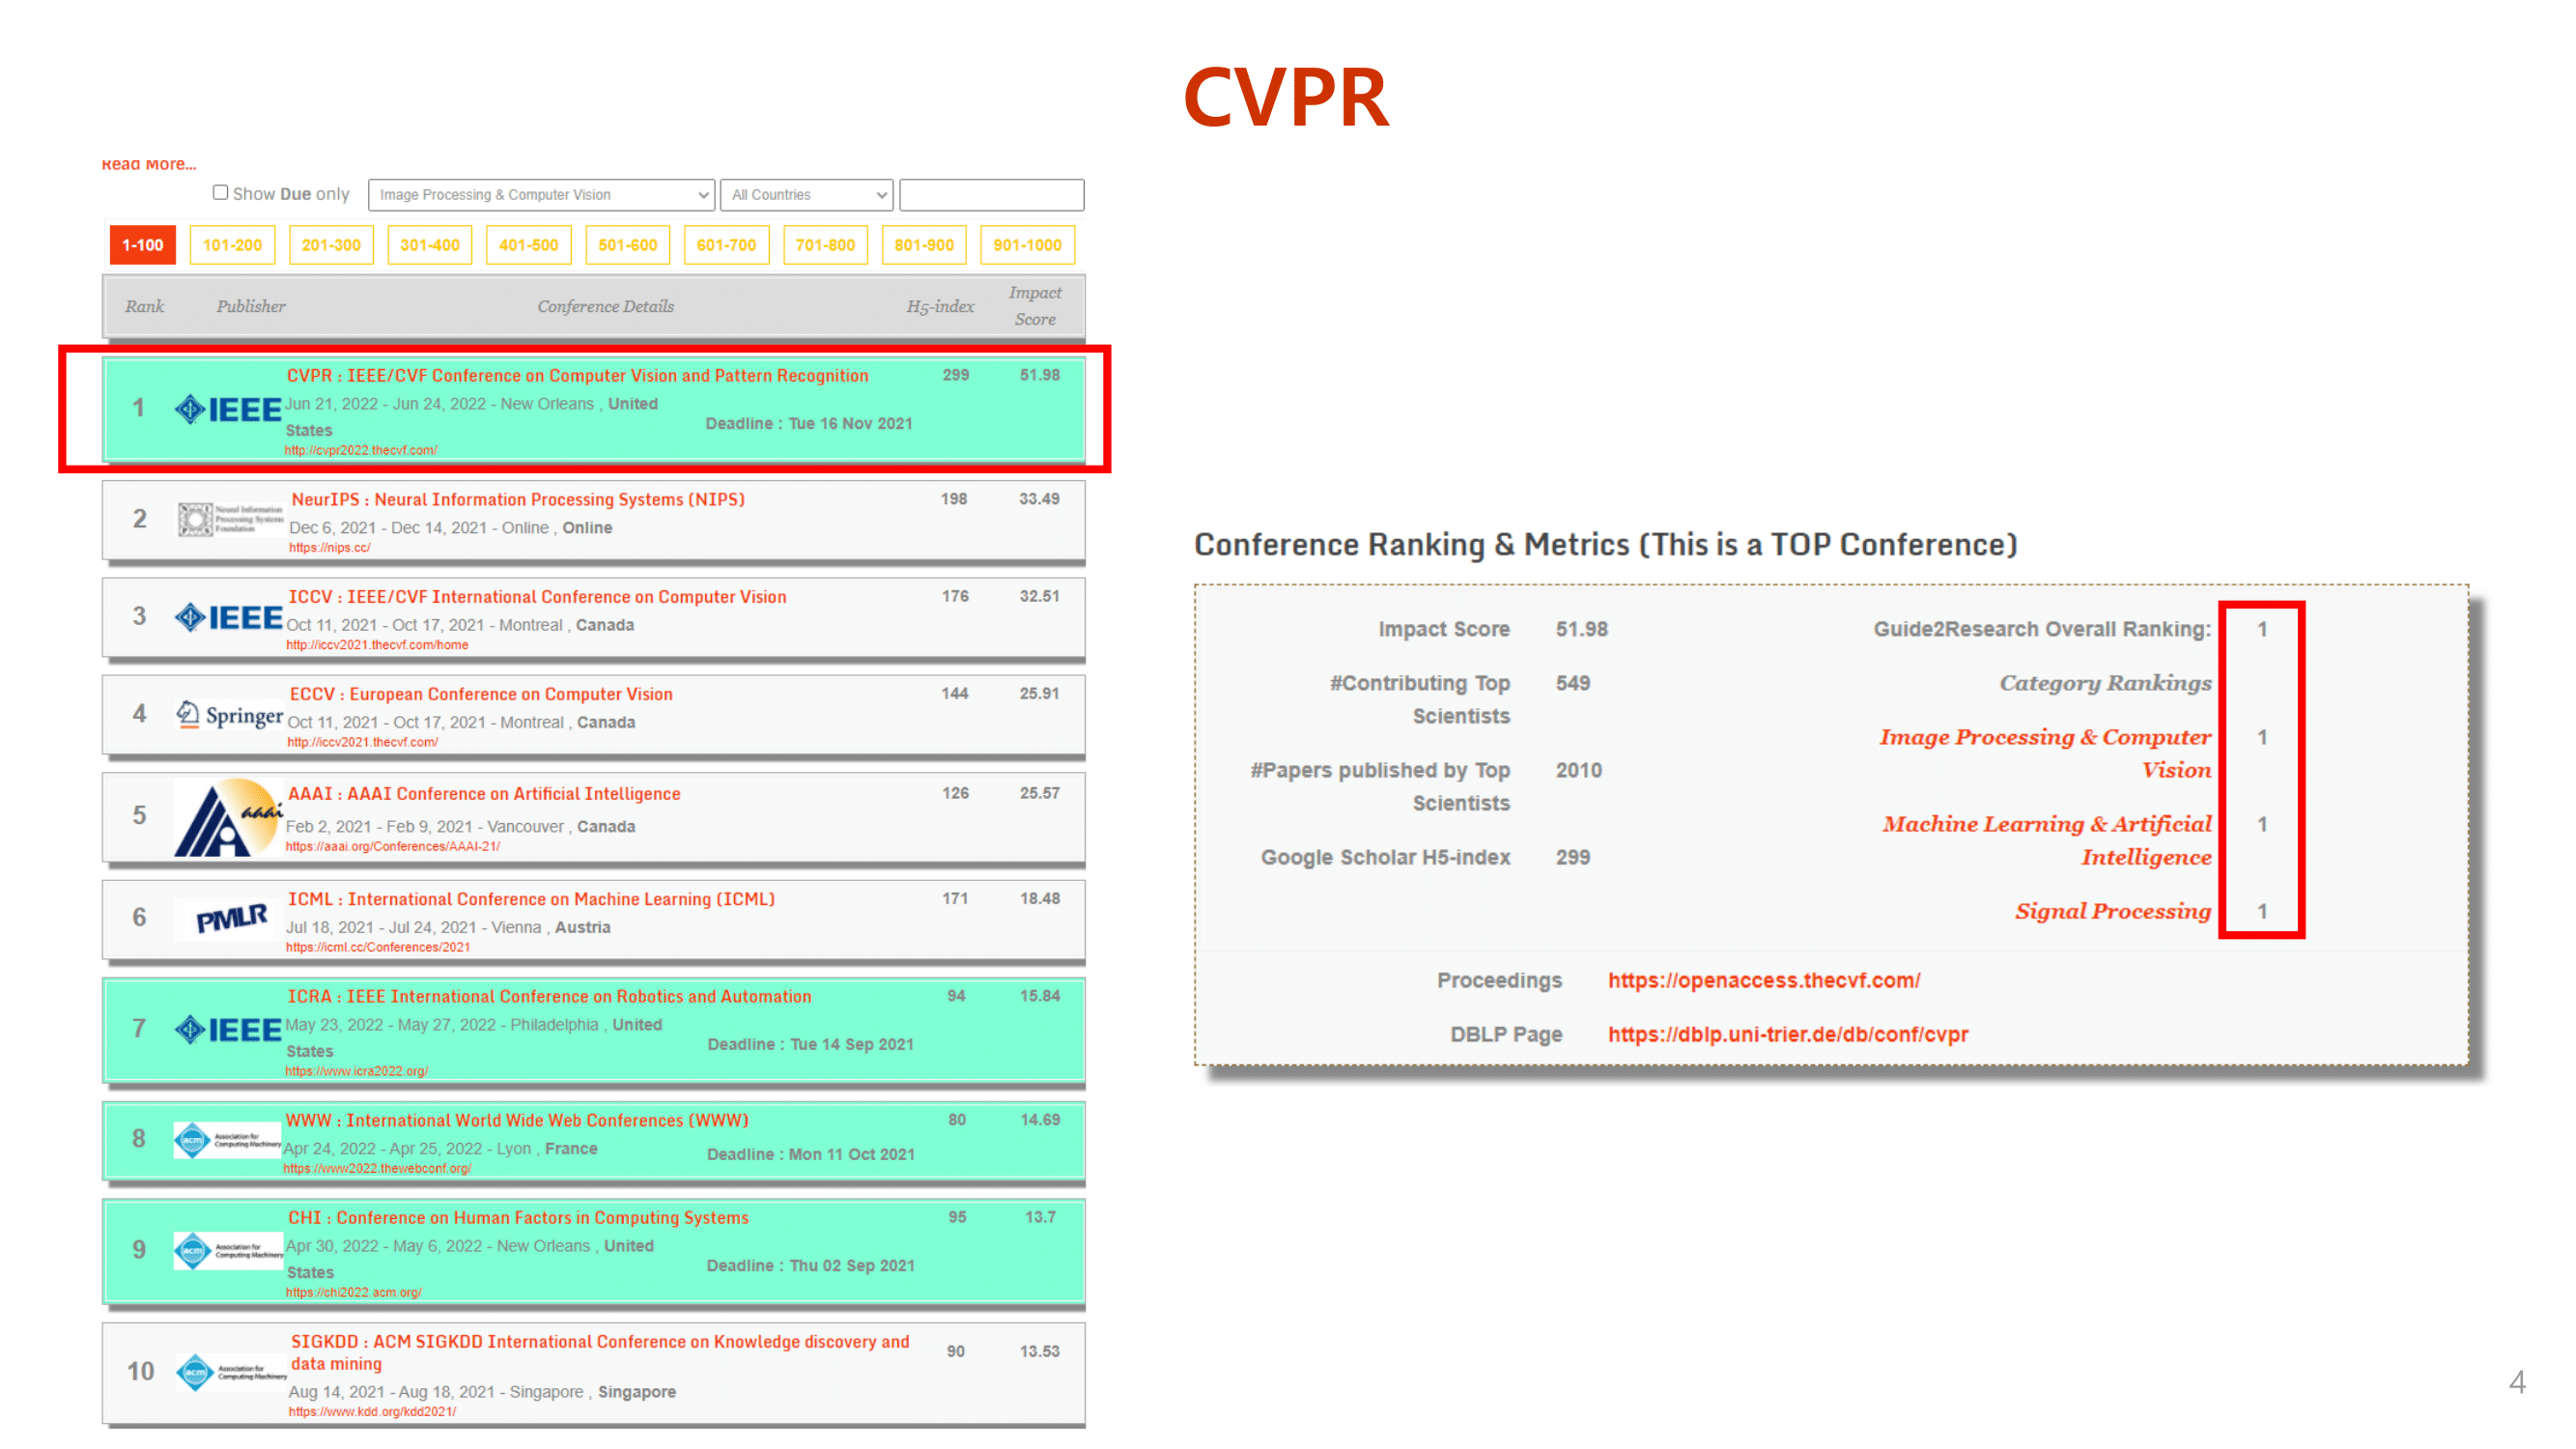 CVPR
Read More...
Show Due only
Image Processing & Computer Vision
All Countries
1-100 101-200 201-300 301-400 401-500 501-600 601-700 701-800 801-900 901-1000
Rank Publisher Conference Details H5-index Impact Score
1 IEEE CVPR : IEEE/CVF Conference on Computer Vision and Pattern Recognition 299 51.98
Jun 21, 2022 - Jun 24, 2022 - New Orleans , United
States
Deadline : Tue 16 Nov 2021
http://cvpr2022.thecvf.com/
2 Neural Information Processing Systems Foundation NeurIPS : Neural Information Processing Systems (NIPS) 198 33.49
Dec 6, 2021 - Dec 14, 2021 - Online , Online
https://nips.cc/
3 IEEE ICCV : IEEE/CVF International Conference on Computer Vision 176 32.51
Oct 11, 2021 - Oct 17, 2021 - Montreal , Canada
http://iccv2021.thecvf.com/home
4 Springer ECCV : European Conference on Computer Vision 144 25.91
Oct 11, 2021 - Oct 17, 2021 - Montreal , Canada
http://iccv2021.thecvf.com/
5 aaai AAAI : AAAI Conference on Artificial Intelligence 126 25.57
Feb 2, 2021 - Feb 9, 2021 - Vancouver , Canada
https://aaai.org/Conferences/AAAI-21/
6 PMLR ICML : International Conference on Machine Learning (ICML) 171 18.48
Jul 18, 2021 - Jul 24, 2021 - Vienna , Austria
https://icml.cc/Conferences/2021
7 IEEE ICRA : IEEE International Conference on Robotics and Automation 94 15.84
May 23, 2022 - May 27, 2022 - Philadelphia , United
States
Deadline : Tue 14 Sep 2021
https://www.icra2022.org/
8 acm Association for Computing Machinery WWW : International World Wide Web Conferences (WWW) 80 14.69
Apr 24, 2022 - Apr 25, 2022 - Lyon , France
Deadline : Mon 11 Oct 2021
https://www2022.thewebconf.org/
9 acm Association for Computing Machinery CHI : Conference on Human Factors in Computing Systems 95 13.7
Apr 30, 2022 - May 6, 2022 - New Orleans , United
States
Deadline : Thu 02 Sep 2021
https://chi2022.acm.org/
10 acm Association for Computing Machinery SIGKDD : ACM SIGKDD International Conference on Knowledge discovery and 90 13.53
data mining
Aug 14, 2021 - Aug 18, 2021 - Singapore , Singapore
https://www.kdd.org/kdd2021/
Conference Ranking & Metrics (This is a TOP Conference)
Impact Score 51.98
#Contributing Top 549
Scientists
#Papers published by Top 2010
Scientists
Google Scholar H5-index 299
Guide2Research Overall Ranking: 1
Category Rankings
Image Processing & Computer 1
Vision
Machine Learning & Artificial 1
Intelligence
Signal Processing 1
Proceedings https://openaccess.thecvf.com/
DBLP Page https://dblp.uni-trier.de/db/conf/cvpr
4